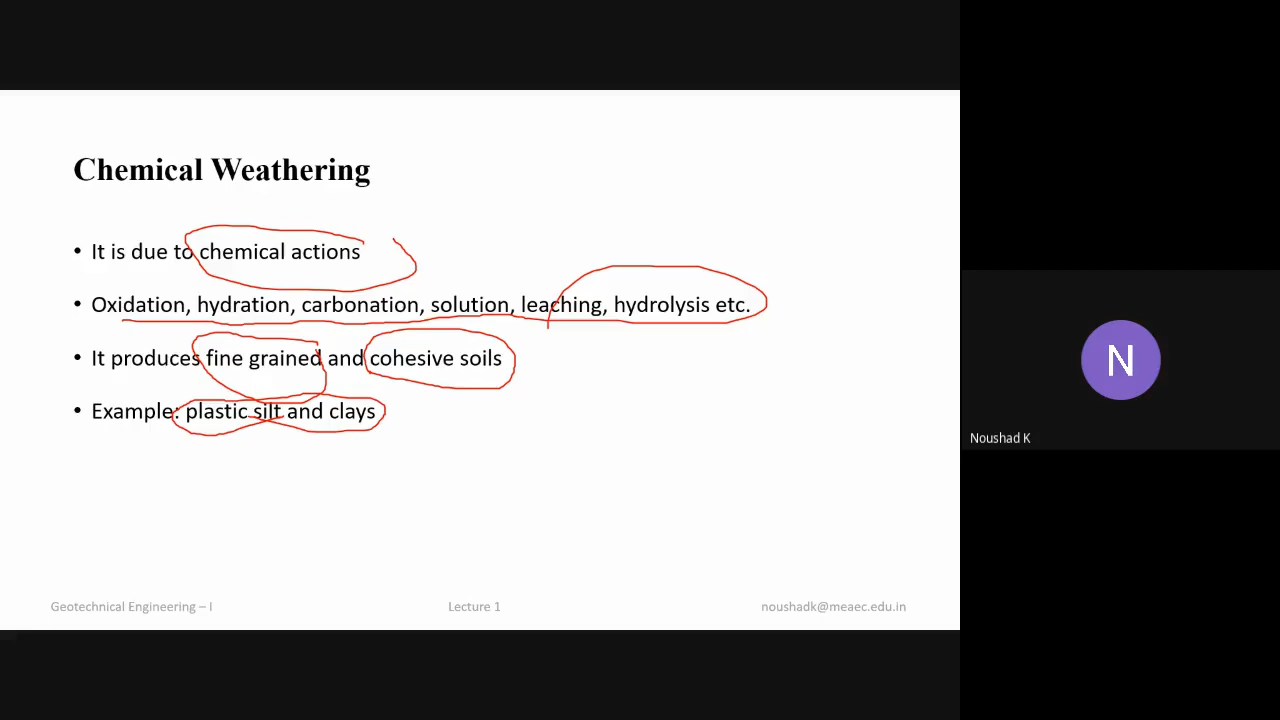 Chemical Weathering
• It is due to chemical actions
• Oxidation, hydration, carbonation, solution, leaching, hydrolysis etc.
• It produces fine grained and cohesive soils
• Example: plastic silt and clays
Geotechnical Engineering – I
Lecture 1
noushadk@meaec.edu.in
N
Noushad K